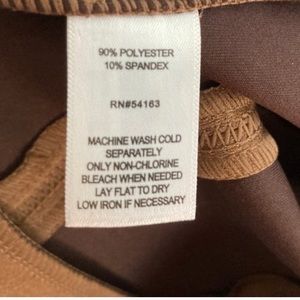 90% POLYESTER
10% SPANDEX
RN#54163
MACHINE WASH COLD
SEPARATELY
ONLY NON-CHLORINE
BLEACH WHEN NEEDED
LAY FLAT TO DRY
LOW IRON IF NECESSARY